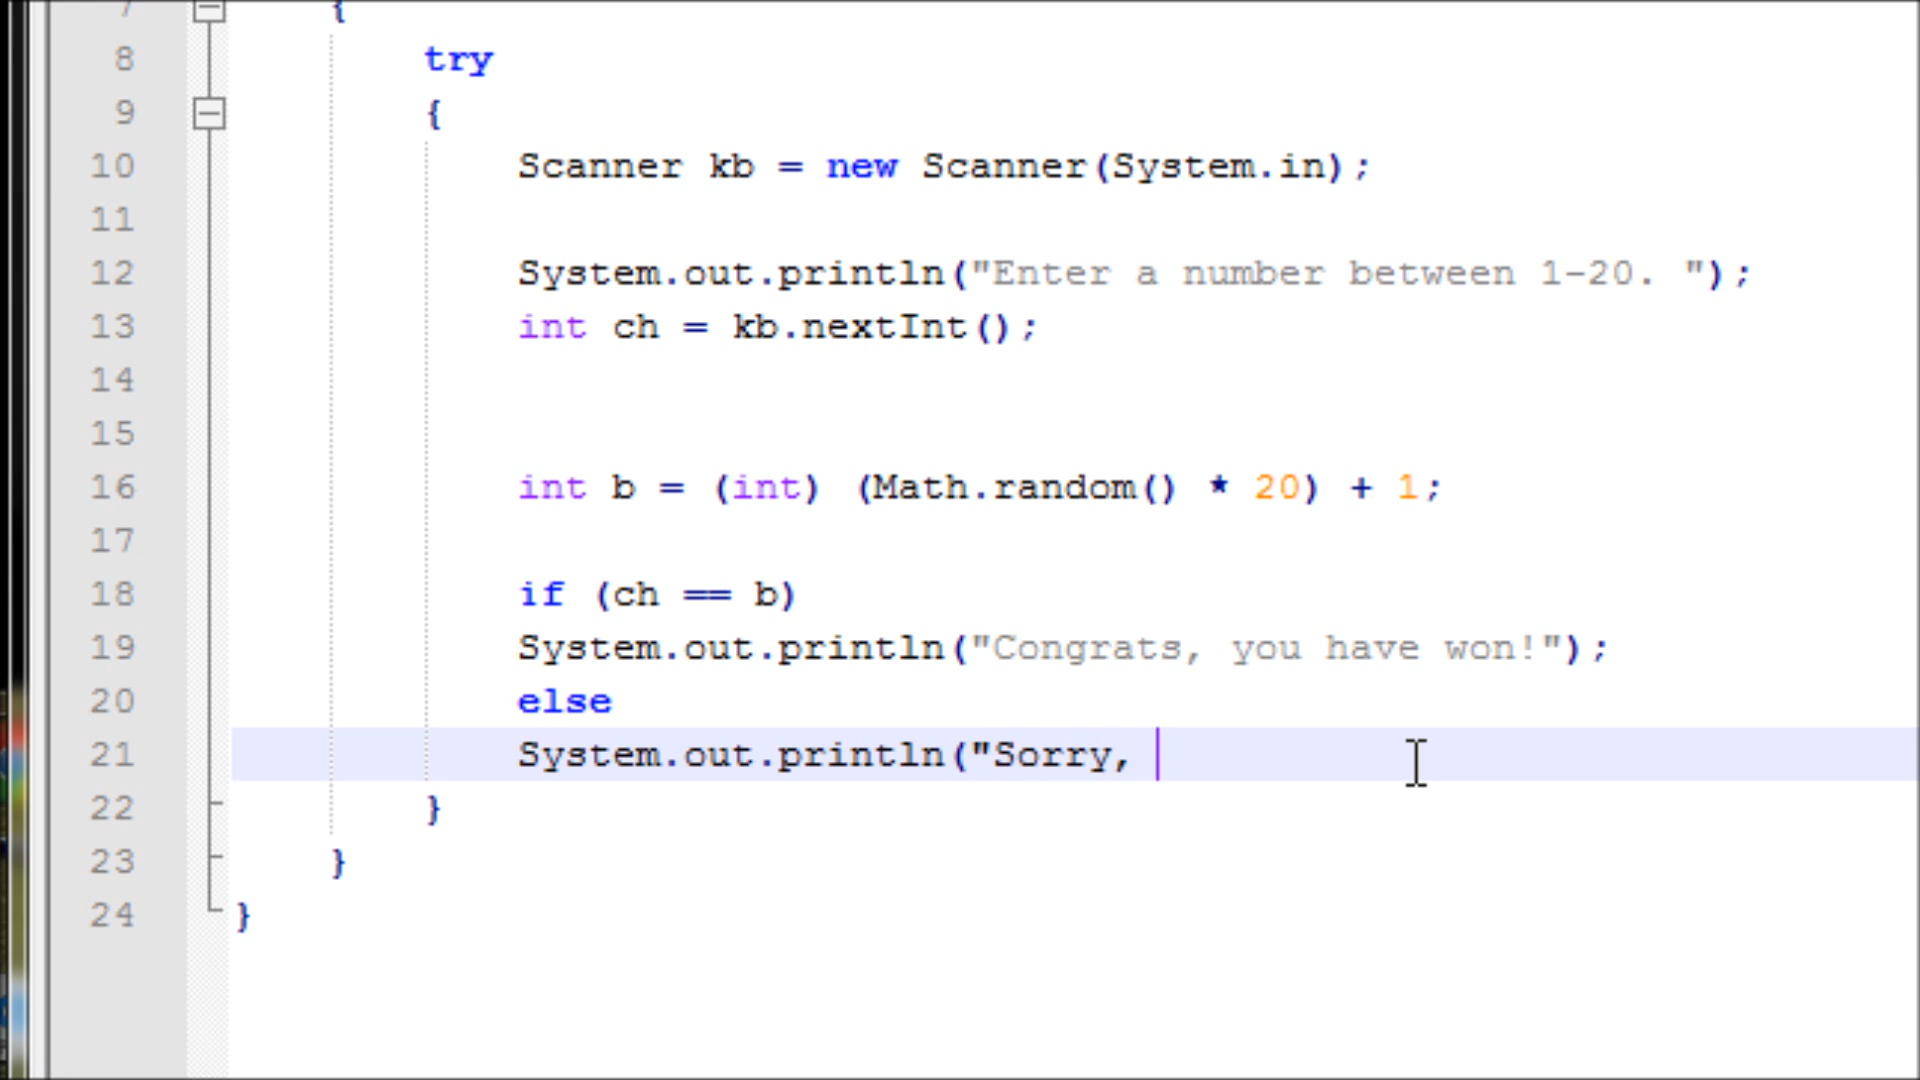 7 {
8 try
9 {
10 Scanner kb = new Scanner(System.in);
11
12 System.out.println("Enter a number between 1-20. ");
13 int ch = kb.nextInt();
14
15
16 int b = (int) (Math.random() * 20) + 1;
17
18 if (ch == b)
19 System.out.println("Congrats, you have won!");
20 else
21 System.out.println("Sorry,
22 }
23 }
24 }